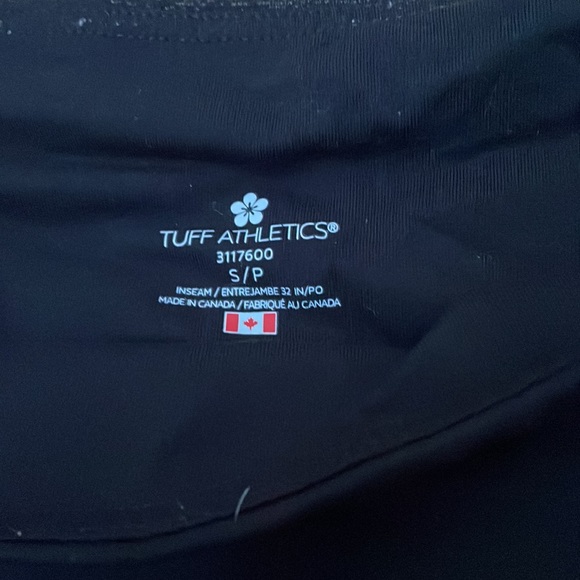 TUFF ATHLETICS®
3117600
S/P
INSEAM / ENTREJAMBE 32 IN/PO
MADE IN CANADA / FABRIQUÉ AU CANADA